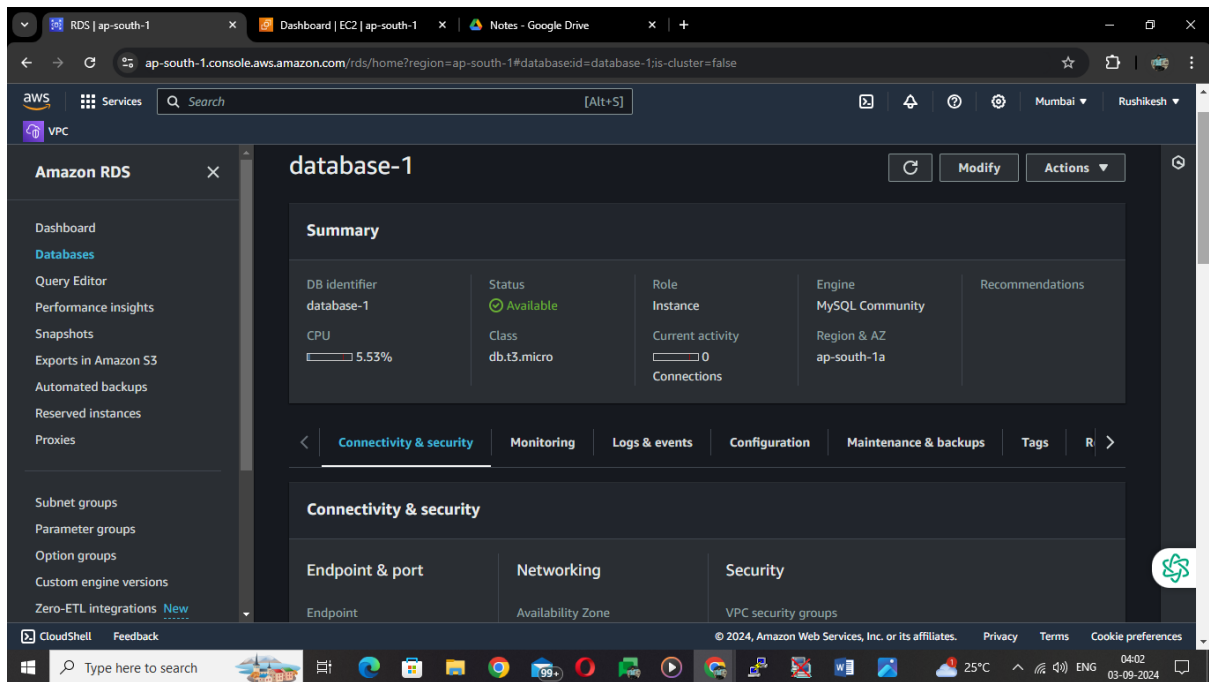 RDS | ap-south-1
Dashboard | EC2 | ap-south-1
Notes - Google Drive
ap-south-1.console.aws.amazon.com/rds/home?region=ap-south-1#database:id=database-1;is-cluster=false
aws Services Search [Alt+S] Mumbai Rushikesh
VPC
Amazon RDS
Dashboard
Databases
Query Editor
Performance insights
Snapshots
Exports in Amazon S3
Automated backups
Reserved instances
Proxies
Subnet groups
Parameter groups
Option groups
Custom engine versions
Zero-ETL integrations New
database-1
Modify
Actions
Summary
DB identifier
database-1
CPU
5.53%
Status
Available
Class
db.t3.micro
Role
Instance
Current activity
0
Connections
Engine
MySQL Community
Region & AZ
ap-south-1a
Recommendations
Connectivity & security Monitoring Logs & events Configuration Maintenance & backups Tags R
Connectivity & security
Endpoint & port
Endpoint
Networking
Availability Zone
Security
VPC security groups
CloudShell Feedback © 2024, Amazon Web Services, Inc. or its affiliates. Privacy Terms Cookie preferences
Type here to search
99+
25°C
ENG
04:02
03-09-2024